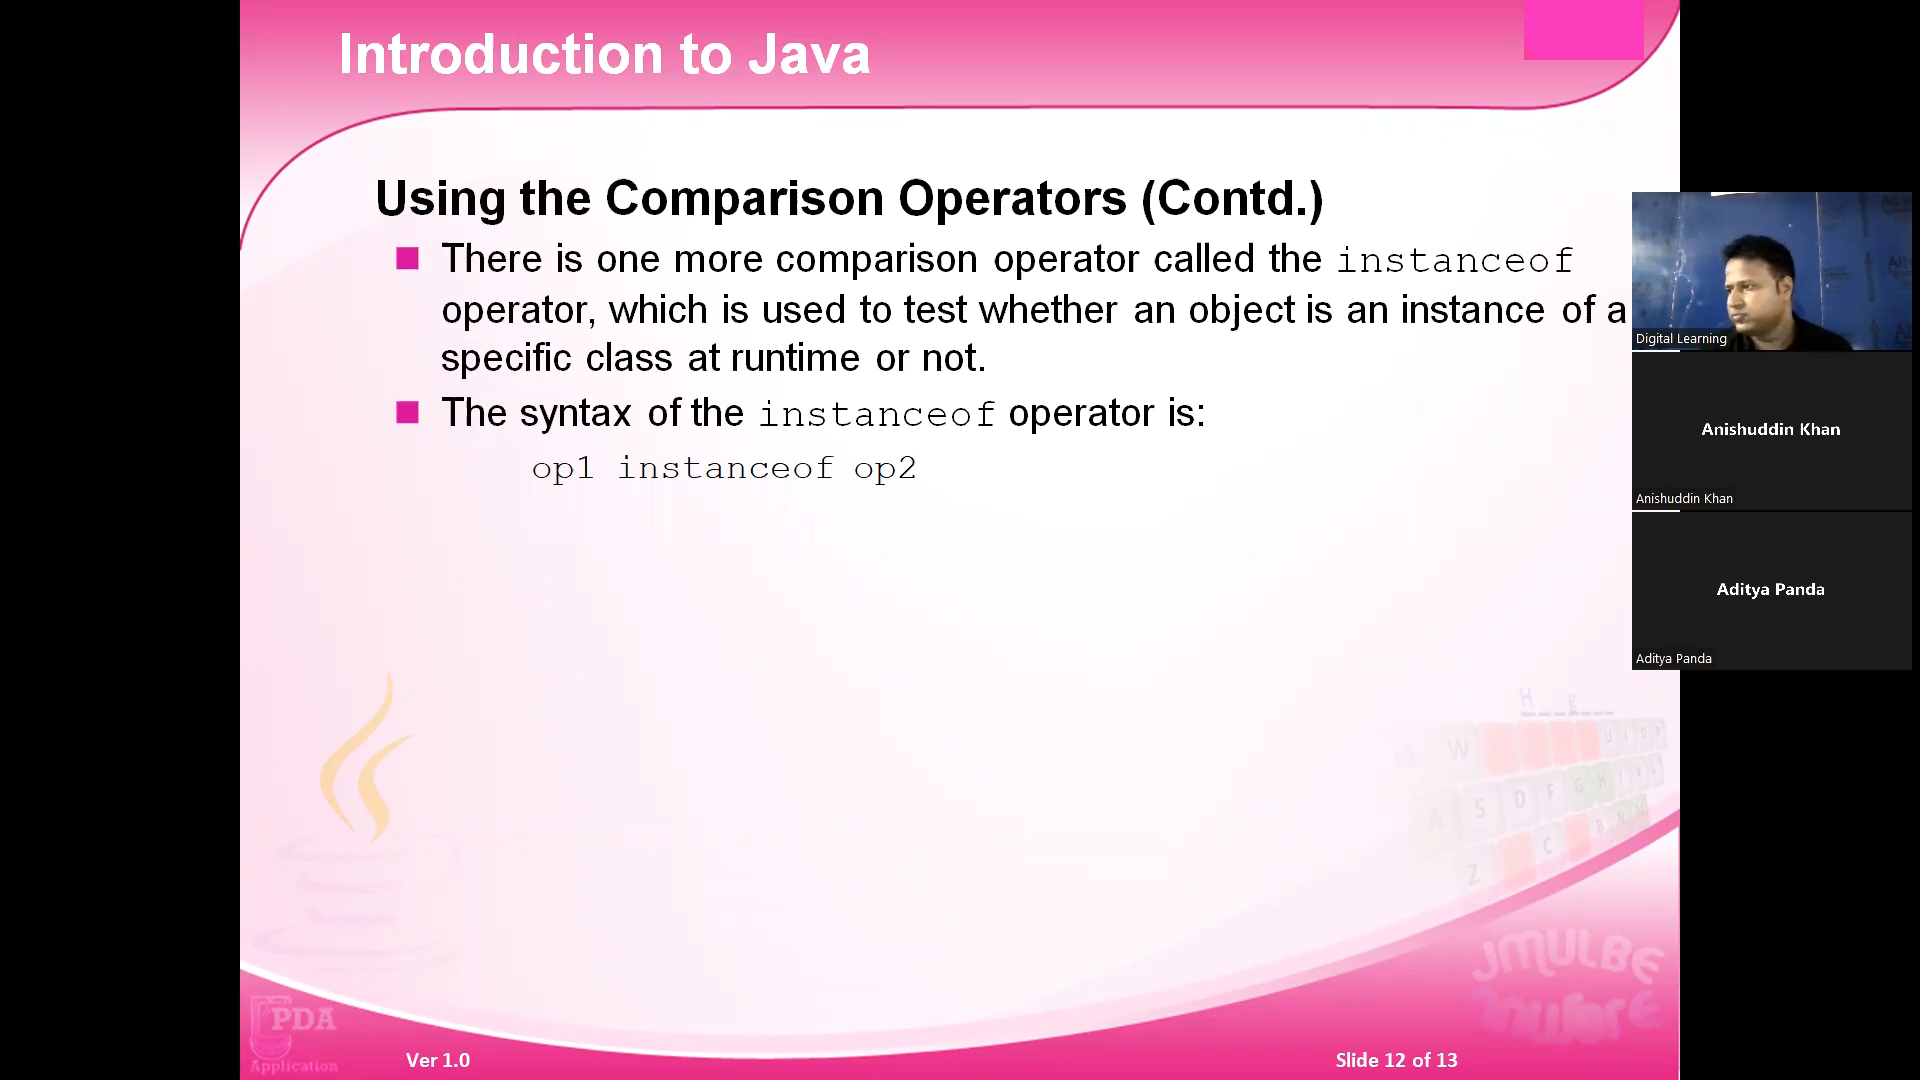 Introduction to Java
Using the Comparison Operators (Contd.)
There is one more comparison operator called the instanceof
operator, which is used to test whether an object is an instance of a
specific class at runtime or not.
The syntax of the instanceof operator is:
op1 instanceof op2
Digital Learning
Anishuddin Khan
Anishuddin Khan
Aditya Panda
Aditya Panda
H _ _ g _ _ _
W U I O P
A S D F G H
Z C B N M
JMULBE
PDA
Application
Ver 1.0
Slide 12 of 13